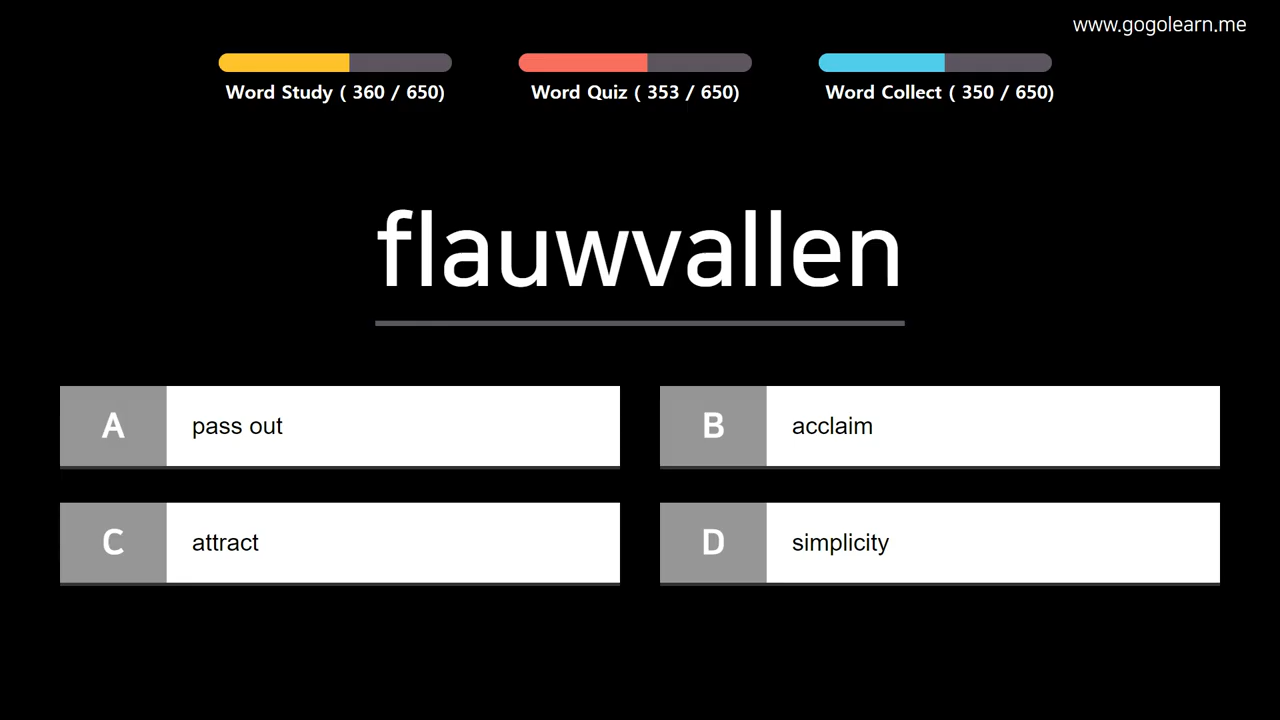 www.gogolearn.me
Word Study ( 360 / 650)
Word Quiz ( 353 / 650)
Word Collect ( 350 / 650)
flauwvallen
A pass out
B acclaim
C attract
D simplicity